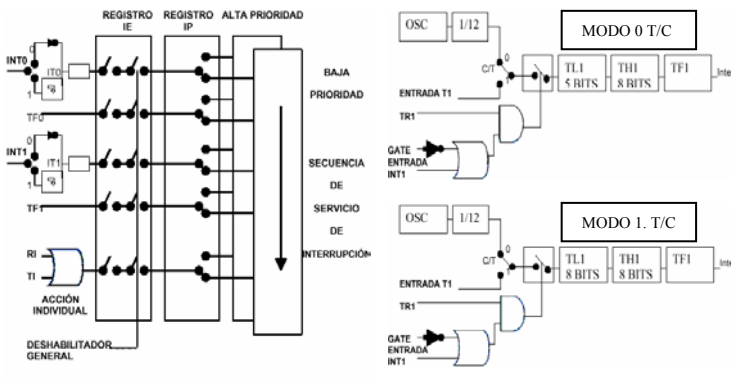 REGISTRO IE
REGISTRO IP
ALTA PRIORIDAD
INT0
0
IT0
1
TF0
INT1
0
IT1
1
TF1
RI
TI
ACCIÓN
INDIVIDUAL
DESHABILITADOR
GENERAL
BAJA
PRIORIDAD
SECUENCIA
DE
SERVICIO
DE
INTERRUPCIÓN
OSC
1/12
MODO 0 T/C
0
C/T
1
ENTRADA T1
TL1
5 BITS
TH1
8 BITS
TF1
Inte
TR1
GATE
ENTRADA
INT1
OSC
1/12
MODO 1. T/C
0
C/T
1
ENTRADA T1
TL1
8 BITS
TH1
8 BITS
TF1
Inte
TR1
GATE
ENTRADA
INT1